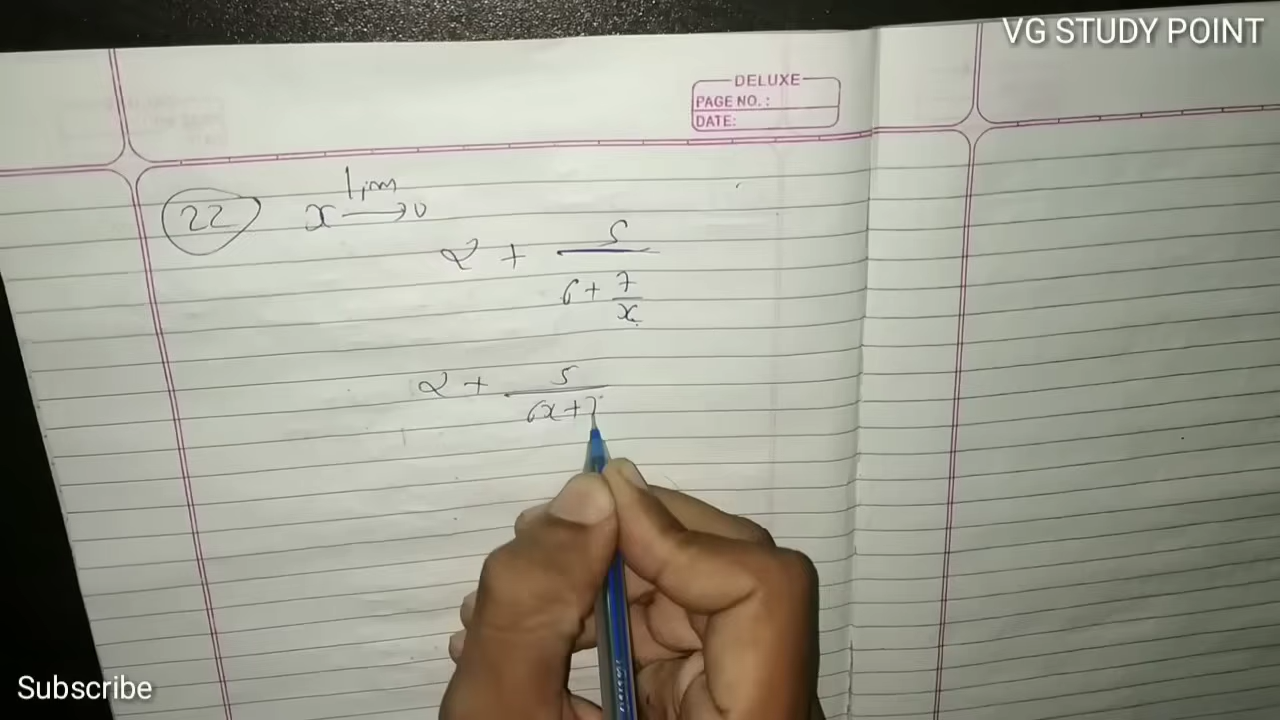 VG STUDY POINT
DELUXE
PAGE NO. :
DATE:
22 lim
x → 0
2 + 5
6 + 7
x
2 + 5
6x + 7
Subscribe